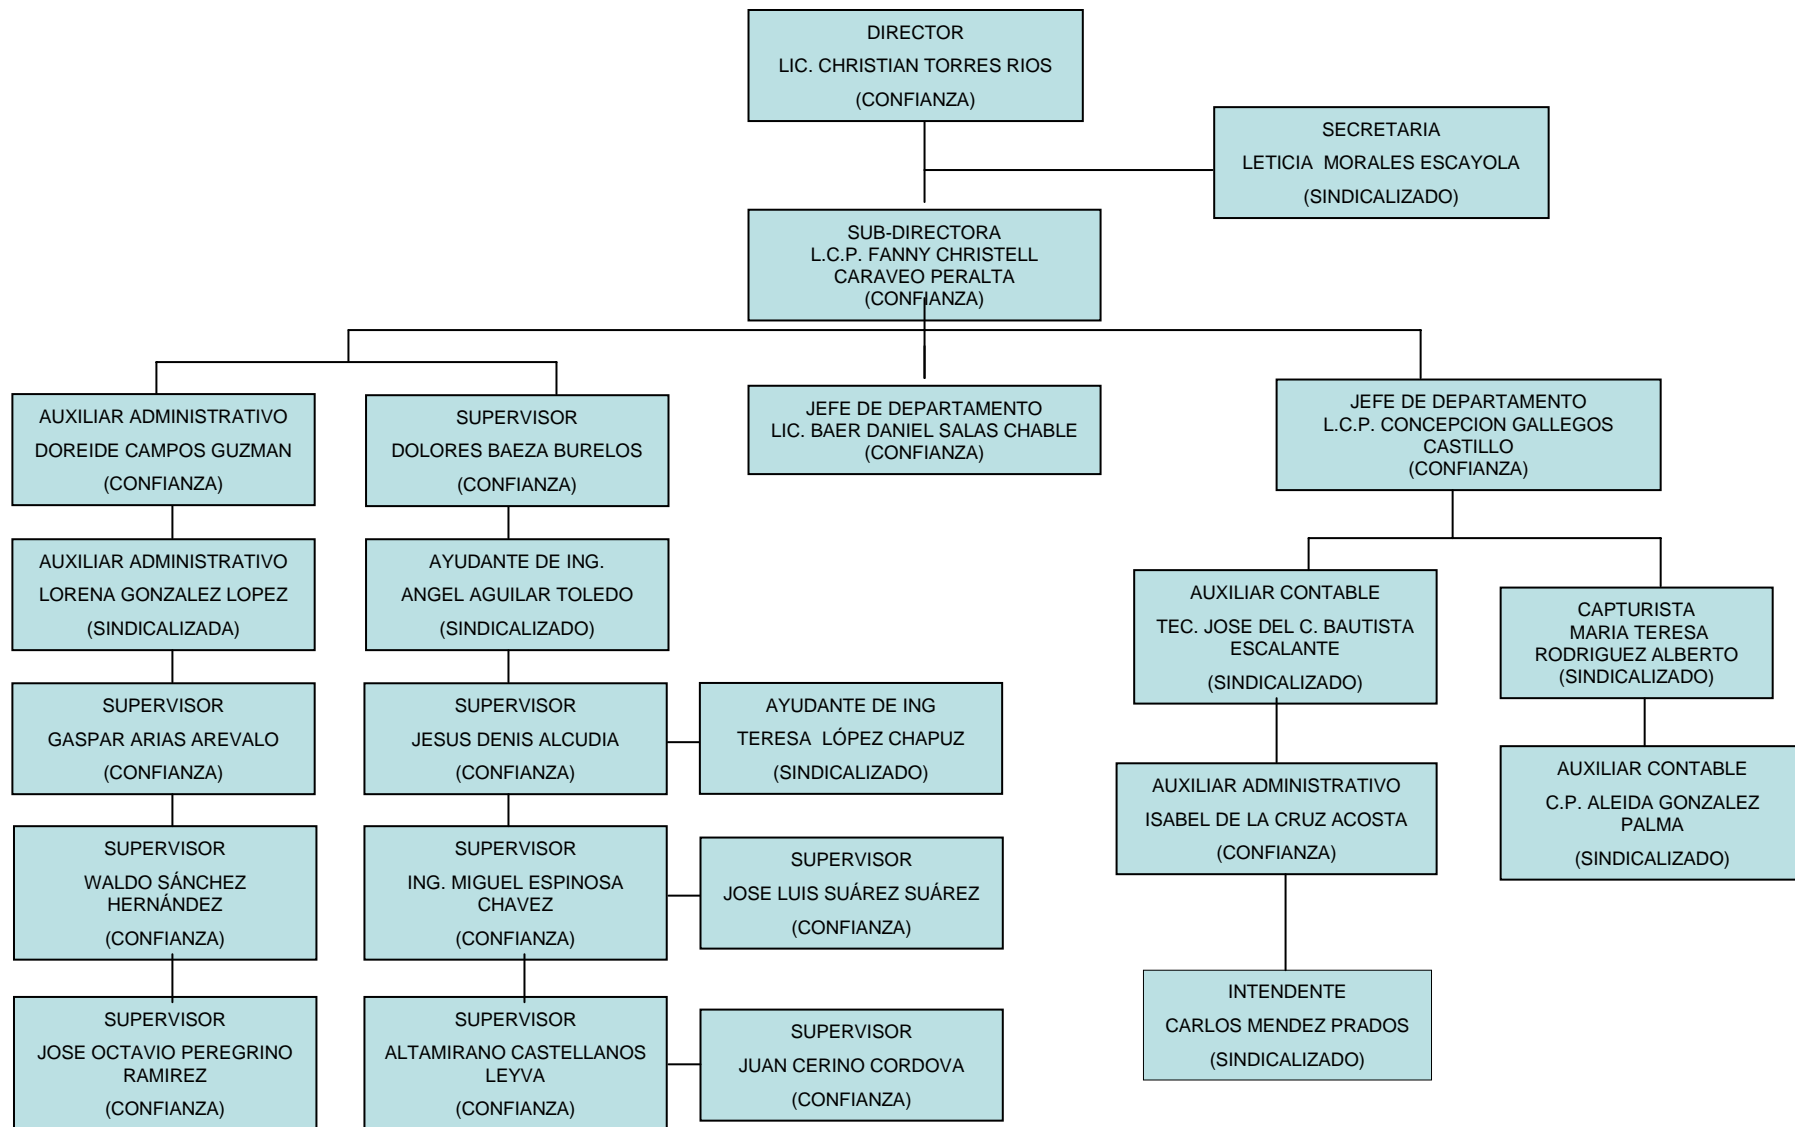 DIRECTOR
LIC. CHRISTIAN TORRES RIOS
(CONFIANZA)
SECRETARIA
LETICIA  MORALES ESCAYOLA
(SINDICALIZADO)
SUB-DIRECTORA
L.C.P. FANNY CHRISTELL
CARAVEO PERALTA
(CONFIANZA)
AUXILIAR ADMINISTRATIVO
DOREIDE CAMPOS GUZMAN
(CONFIANZA)
SUPERVISOR
DOLORES BAEZA BURELOS
(CONFIANZA)
JEFE DE DEPARTAMENTO
LIC. BAER DANIEL SALAS CHABLE
(CONFIANZA)
JEFE DE DEPARTAMENTO
L.C.P. CONCEPCION GALLEGOS
CASTILLO
(CONFIANZA)
AUXILIAR ADMINISTRATIVO
LORENA GONZALEZ LOPEZ
(SINDICALIZADA)
AYUDANTE DE ING.
ANGEL AGUILAR TOLEDO
(SINDICALIZADO)
AUXILIAR CONTABLE
TEC. JOSE DEL C. BAUTISTA
ESCALANTE
(SINDICALIZADO)
CAPTURISTA
MARIA TERESA
RODRIGUEZ ALBERTO
(SINDICALIZADO)
SUPERVISOR
GASPAR ARIAS AREVALO
(CONFIANZA)
SUPERVISOR
JESUS DENIS ALCUDIA
(CONFIANZA)
AYUDANTE DE ING
TERESA  LÓPEZ CHAPUZ
(SINDICALIZADO)
AUXILIAR ADMINISTRATIVO
ISABEL DE LA CRUZ ACOSTA
(CONFIANZA)
AUXILIAR CONTABLE
C.P. ALEIDA GONZALEZ
PALMA
(SINDICALIZADO)
SUPERVISOR
WALDO SÁNCHEZ
HERNÁNDEZ
(CONFIANZA)
SUPERVISOR
ING. MIGUEL ESPINOSA
CHAVEZ
(CONFIANZA)
SUPERVISOR
JOSE LUIS SUÁREZ SUÁREZ
(CONFIANZA)
INTENDENTE
CARLOS MENDEZ PRADOS
(SINDICALIZADO)
SUPERVISOR
JOSE OCTAVIO PEREGRINO
RAMIREZ
(CONFIANZA)
SUPERVISOR
ALTAMIRANO CASTELLANOS
LEYVA
(CONFIANZA)
SUPERVISOR
JUAN CERINO CORDOVA
(CONFIANZA)